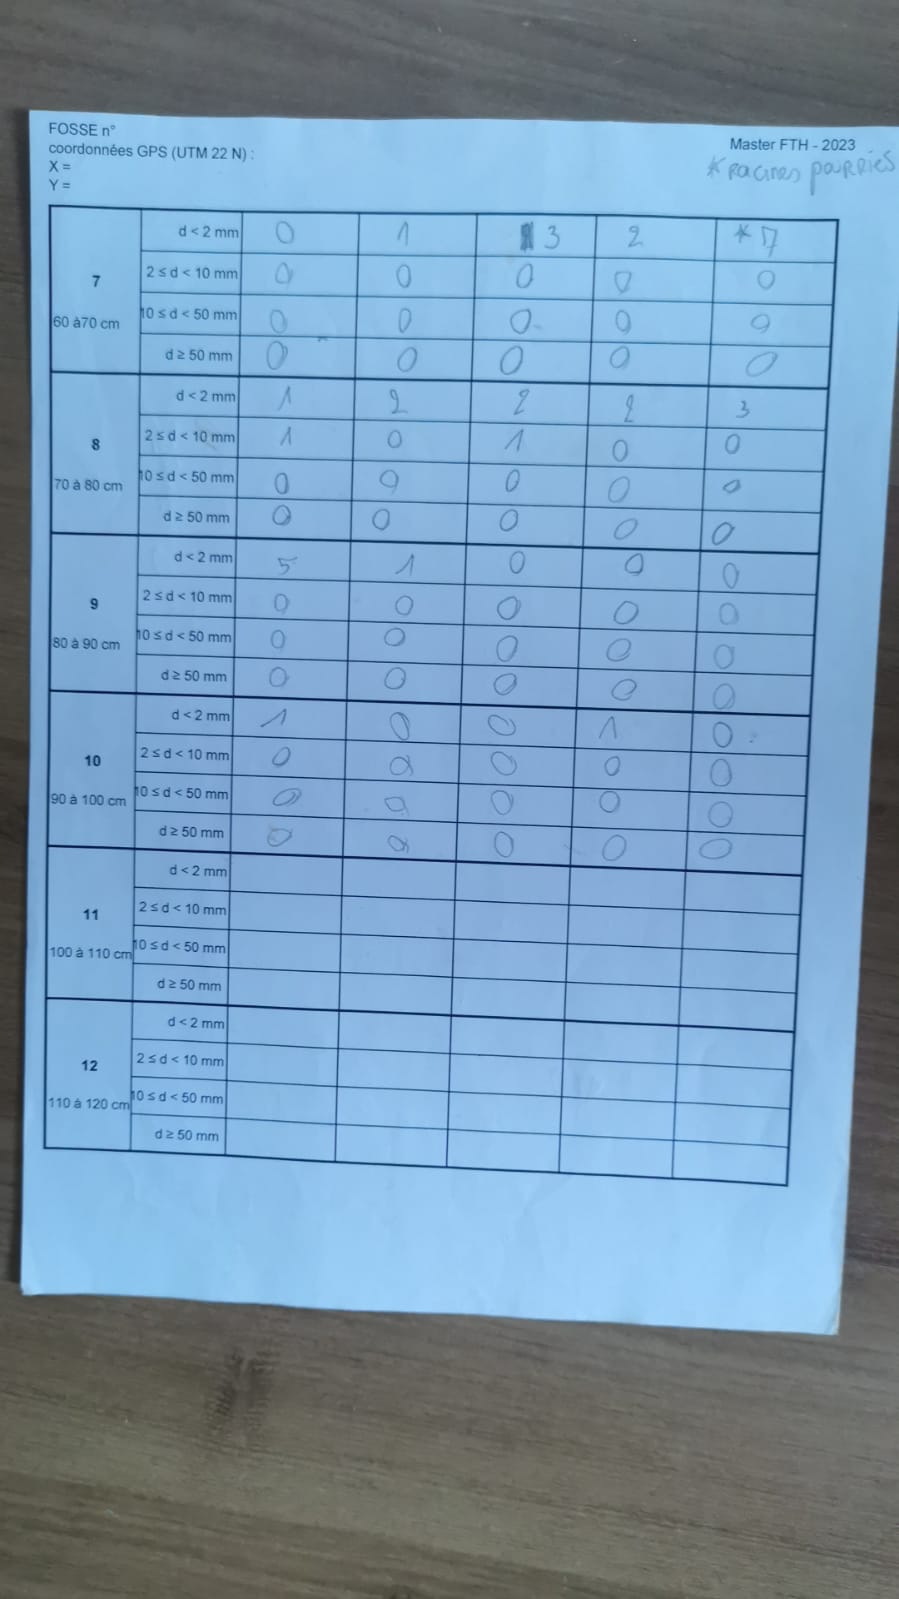 FOSSE n°
coordonnées GPS (UTM 22 N) :
X =
Y =
Master FTH - 2023
* racines pourries
7
60 à70 cm
d < 2 mm 0 1 3 2 * 7
2 ≤ d < 10 mm 0 0 0 0 0
10 ≤ d < 50 mm 0 0 0 0 0
d ≥ 50 mm 0 0 0 0 0
8
70 à 80 cm
d < 2 mm 1 2 2 2 3
2 ≤ d < 10 mm 1 0 1 0 0
10 ≤ d < 50 mm 0 0 0 0 0
d ≥ 50 mm 0 0 0 0 0
9
80 à 90 cm
d < 2 mm 5 1 0 0 0
2 ≤ d < 10 mm 0 0 0 0 0
10 ≤ d < 50 mm 0 0 0 0 0
d ≥ 50 mm 0 0 0 0 0
10
90 à 100 cm
d < 2 mm 1 0 0 1 0
2 ≤ d < 10 mm 0 0 0 0 0
10 ≤ d < 50 mm 0 0 0 0 0
d ≥ 50 mm 0 0 0 0 0
11
100 à 110 cm
d < 2 mm
2 ≤ d < 10 mm
10 ≤ d < 50 mm
d ≥ 50 mm
12
110 à 120 cm
d < 2 mm
2 ≤ d < 10 mm
10 ≤ d < 50 mm
d ≥ 50 mm